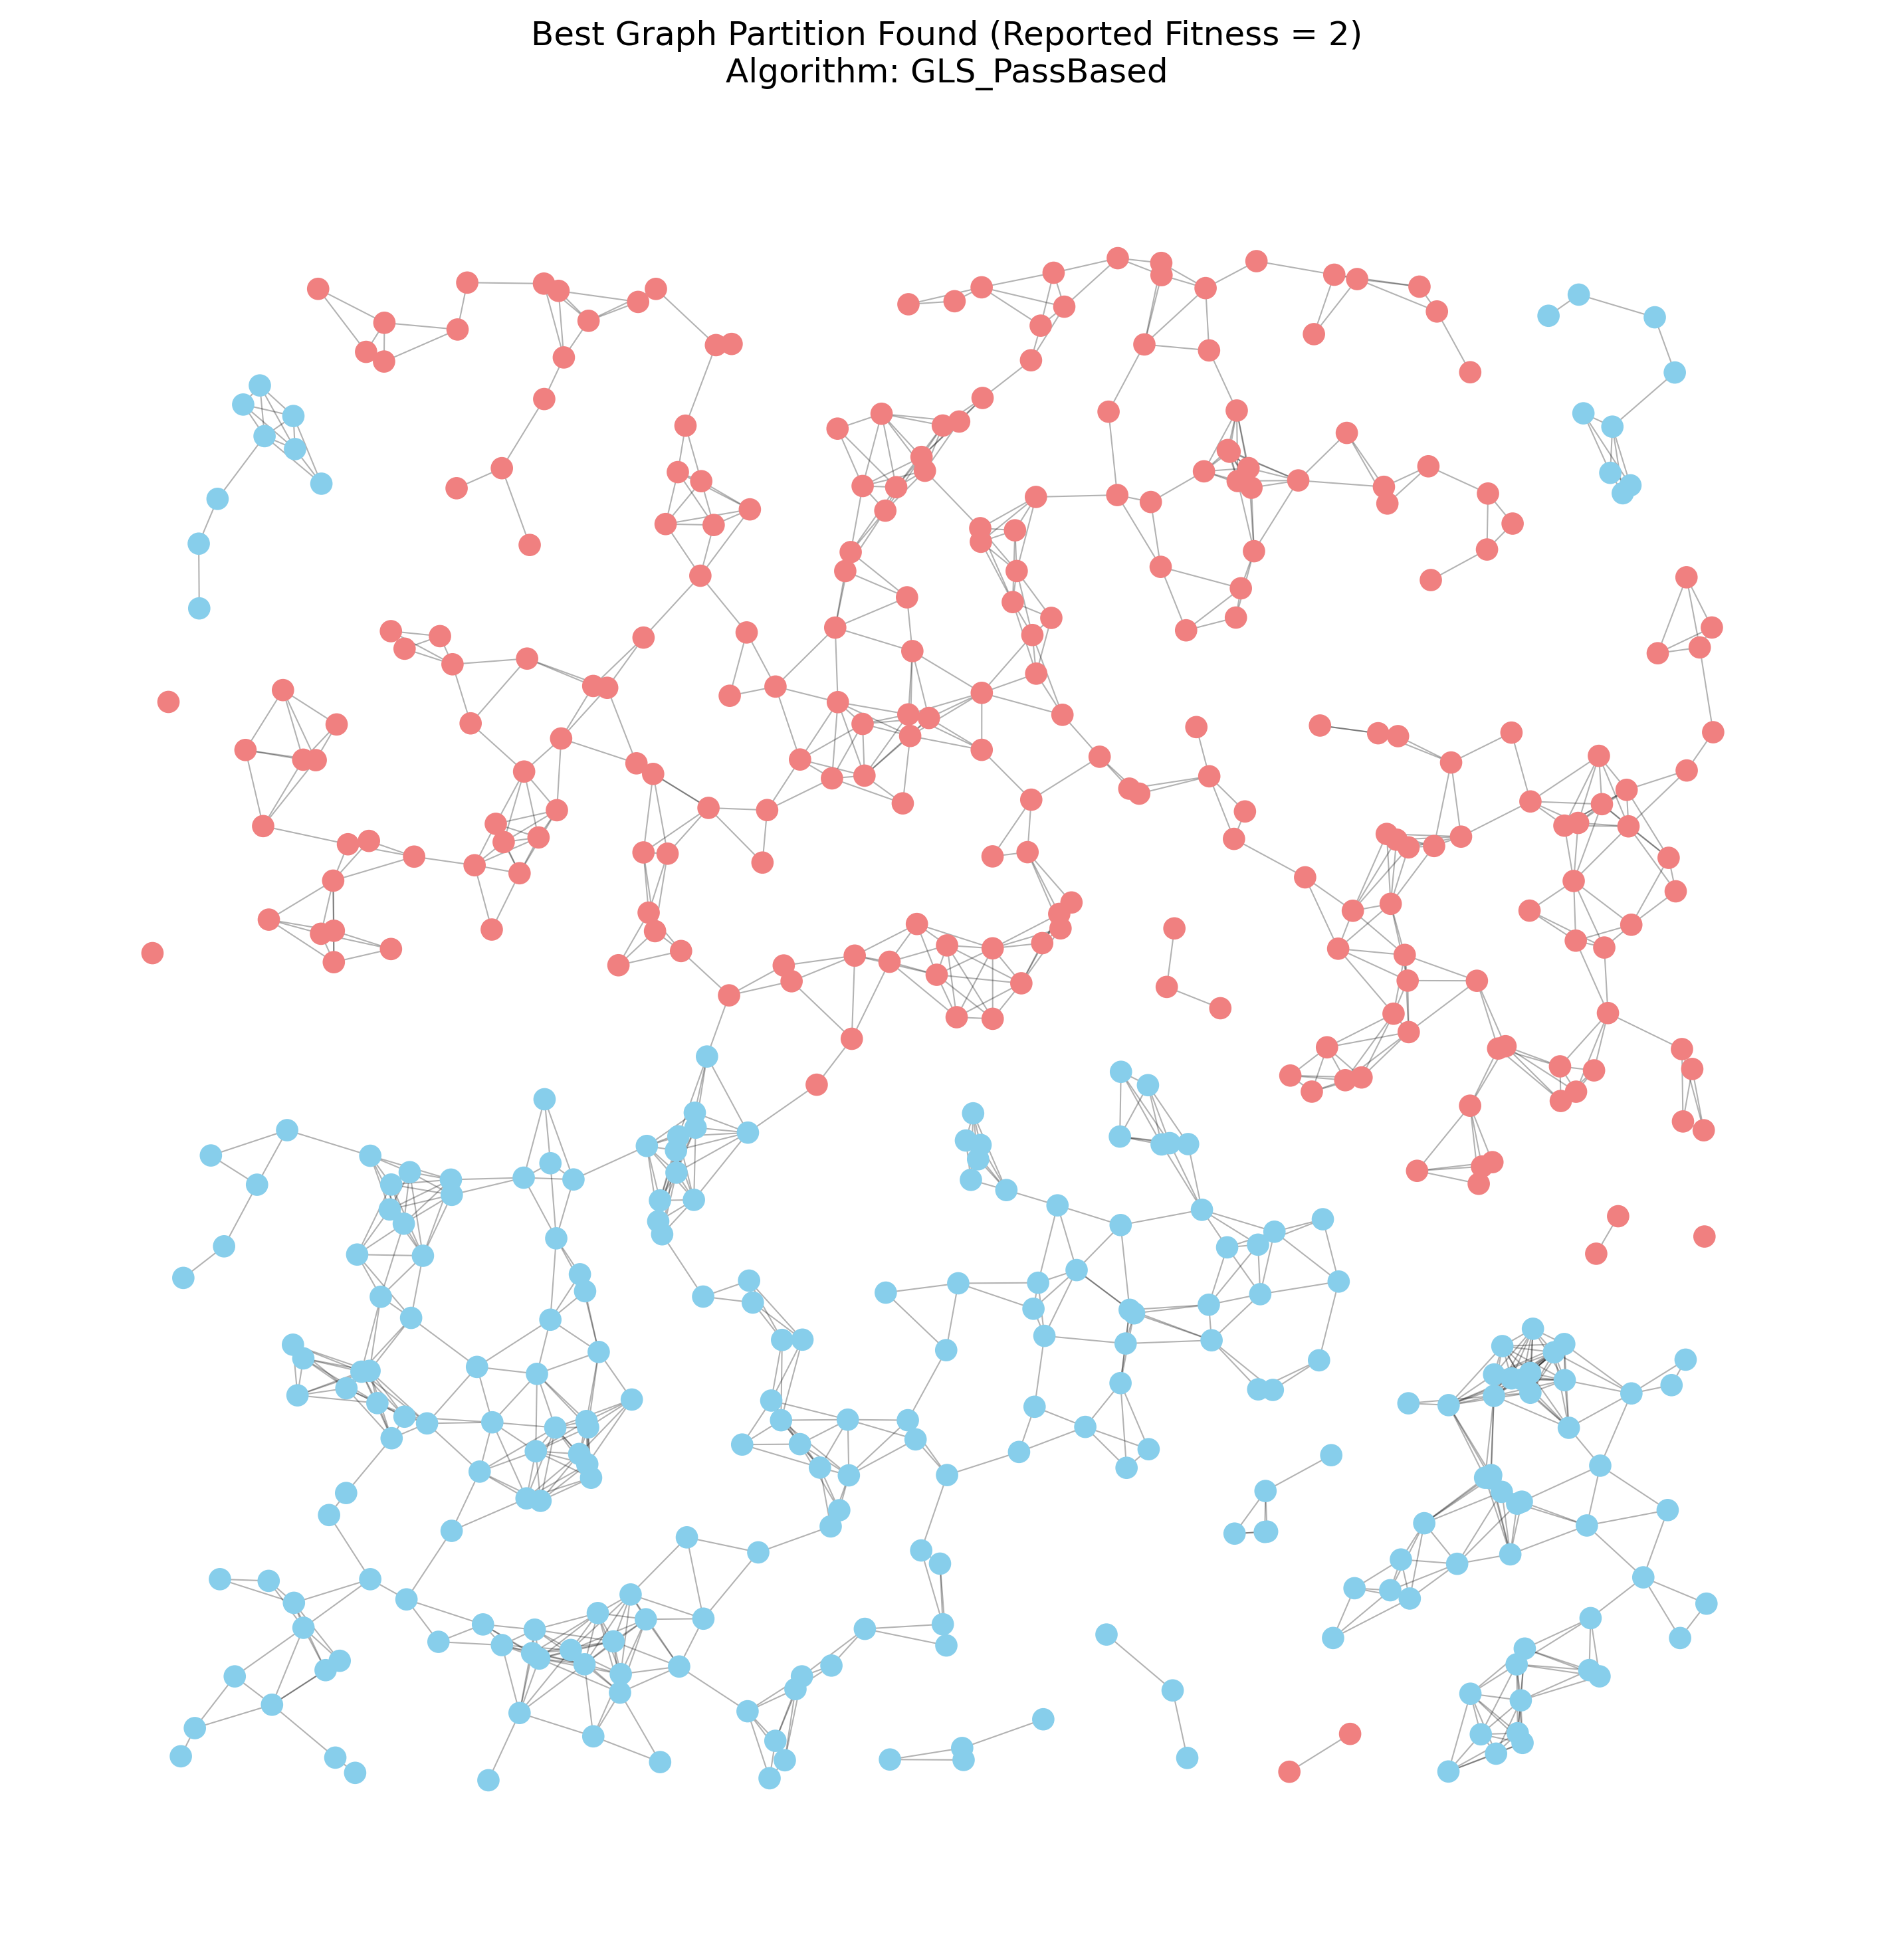 Best Graph Partition Found (Reported Fitness = 2)
Algorithm: GLS_PassBased